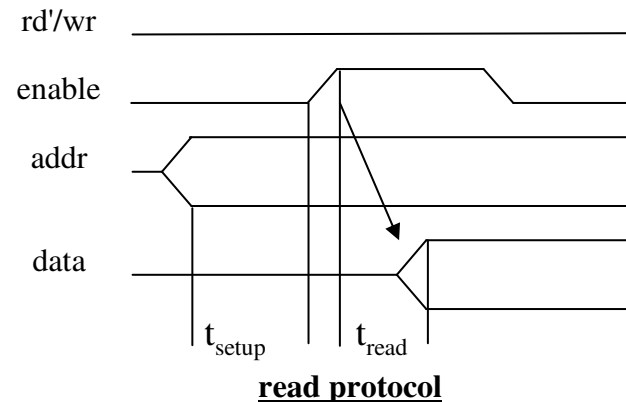 rd'/wr
enable
addr
data
tsetup tread
read protocol